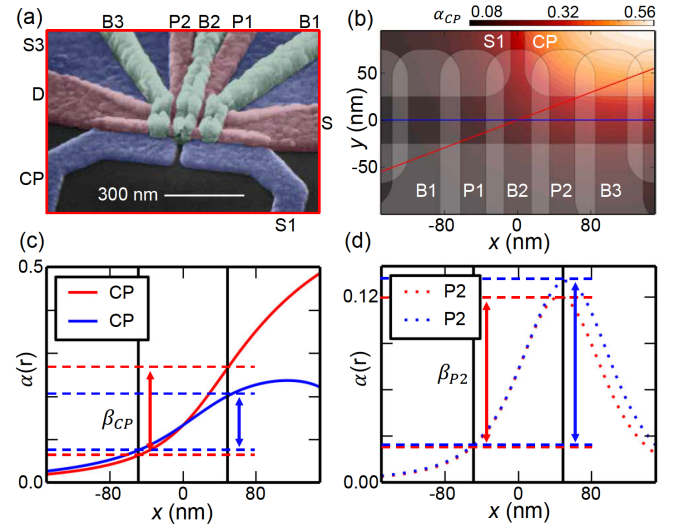 (a) B3 P2 B2 P1 B1
S3
D
S
CP
300 nm
S1
(b) α_CP 0.08 0.32 0.56
S1 CP
50
0
-50
y (nm)
B1 P1 B2 P2 B3
-80 0 80
x (nm)
(c)
0.5
CP
CP
α(r)
β_CP
0.0
-80 0 80
x (nm)
(d)
0.12
P2
P2
α(r)
β_P2
0.00
-80 0 80
x (nm)